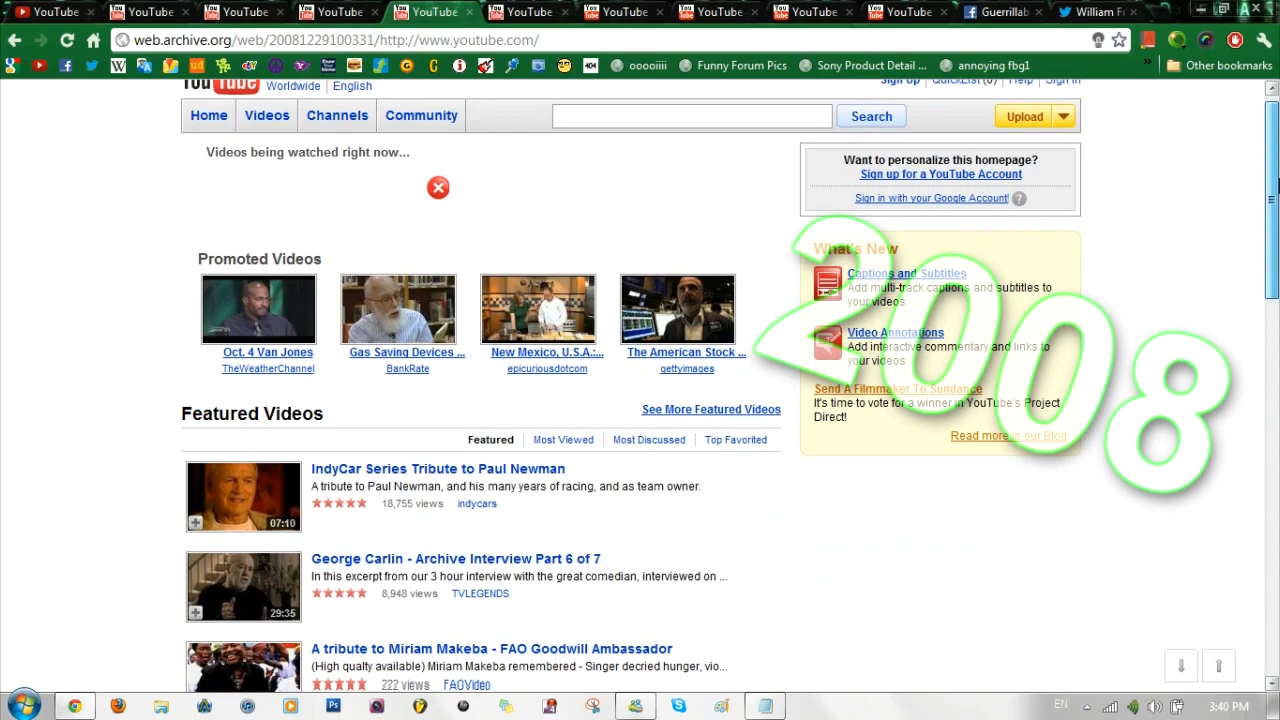 YouTube YouTube YouTube YouTube YouTube YouTube YouTube YouTube YouTube YouTube Guerrilla William F
web.archive.org/web/20081229100331/http://www.youtube.com/
oooooiiii Funny Forum Pics Sony Product Detail ... annoying fbg1 Other bookmarks
YouTube Worldwide English Sign Up QuickList (0) Help Sign In
Home Videos Channels Community Search Upload
Videos being watched right now...
Want to personalize this homepage?
Sign up for a YouTube Account
Sign in with your Google Account! ?
Promoted Videos
Oct. 4 Van Jones Gas Saving Devices ... New Mexico, U.S.A.:... The American Stock ...
TheWeatherChannel BankRate epicuriousdotcom gettyimages
What's New
Captions and Subtitles
Add multi-track captions and subtitles to
your videos
Video Annotations
Add interactive commentary and links to
your videos
Send A Filmmaker To Sundance
It's time to vote for a winner in YouTube's Project
Direct!
Read more in our Blog
2008
Featured Videos See More Featured Videos
Featured Most Viewed Most Discussed Top Favorited
IndyCar Series Tribute to Paul Newman
A tribute to Paul Newman, and his many years of racing, and as team owner.
18,755 views indycars
07:10
George Carlin - Archive Interview Part 6 of 7
In this excerpt from our 3 hour interview with the great comedian, interviewed on ...
8,948 views TVLEGENDS
29:35
A tribute to Miriam Makeba - FAO Goodwill Ambassador
(High qualty available) Miriam Makeba remembered - Singer decried hunger, vio...
222 views FAOVideo
EN 3:40 PM